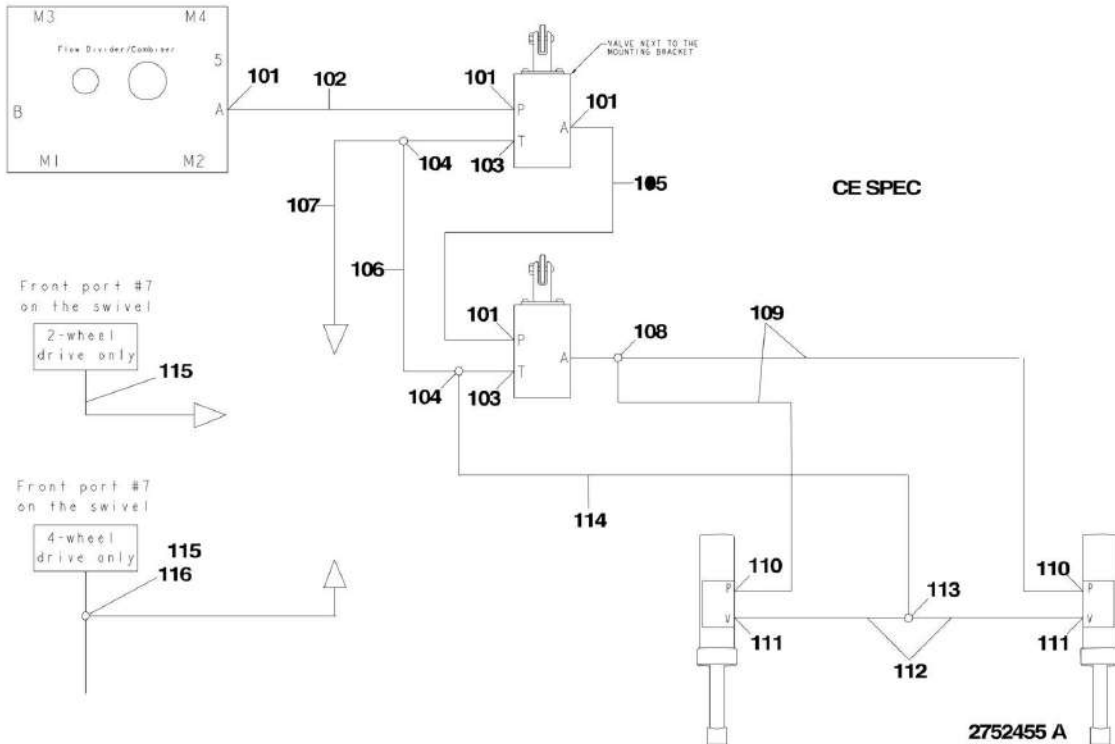 M3
M4
Flow Divider/Combiner
5
B
A
M1
M2
101
102
101
P
T
A
VALVE NEXT TO THE
MOUNTING BRACKET
101
104
103
105
CE SPEC
107
106
Front port #7
on the swivel
2-wheel
drive only
115
101
P
T
A
108
109
104
103
Front port #7
on the swivel
4-wheel
drive only
115
116
114
110
P
V
111
113
112
110
P
V
111
2752455 A